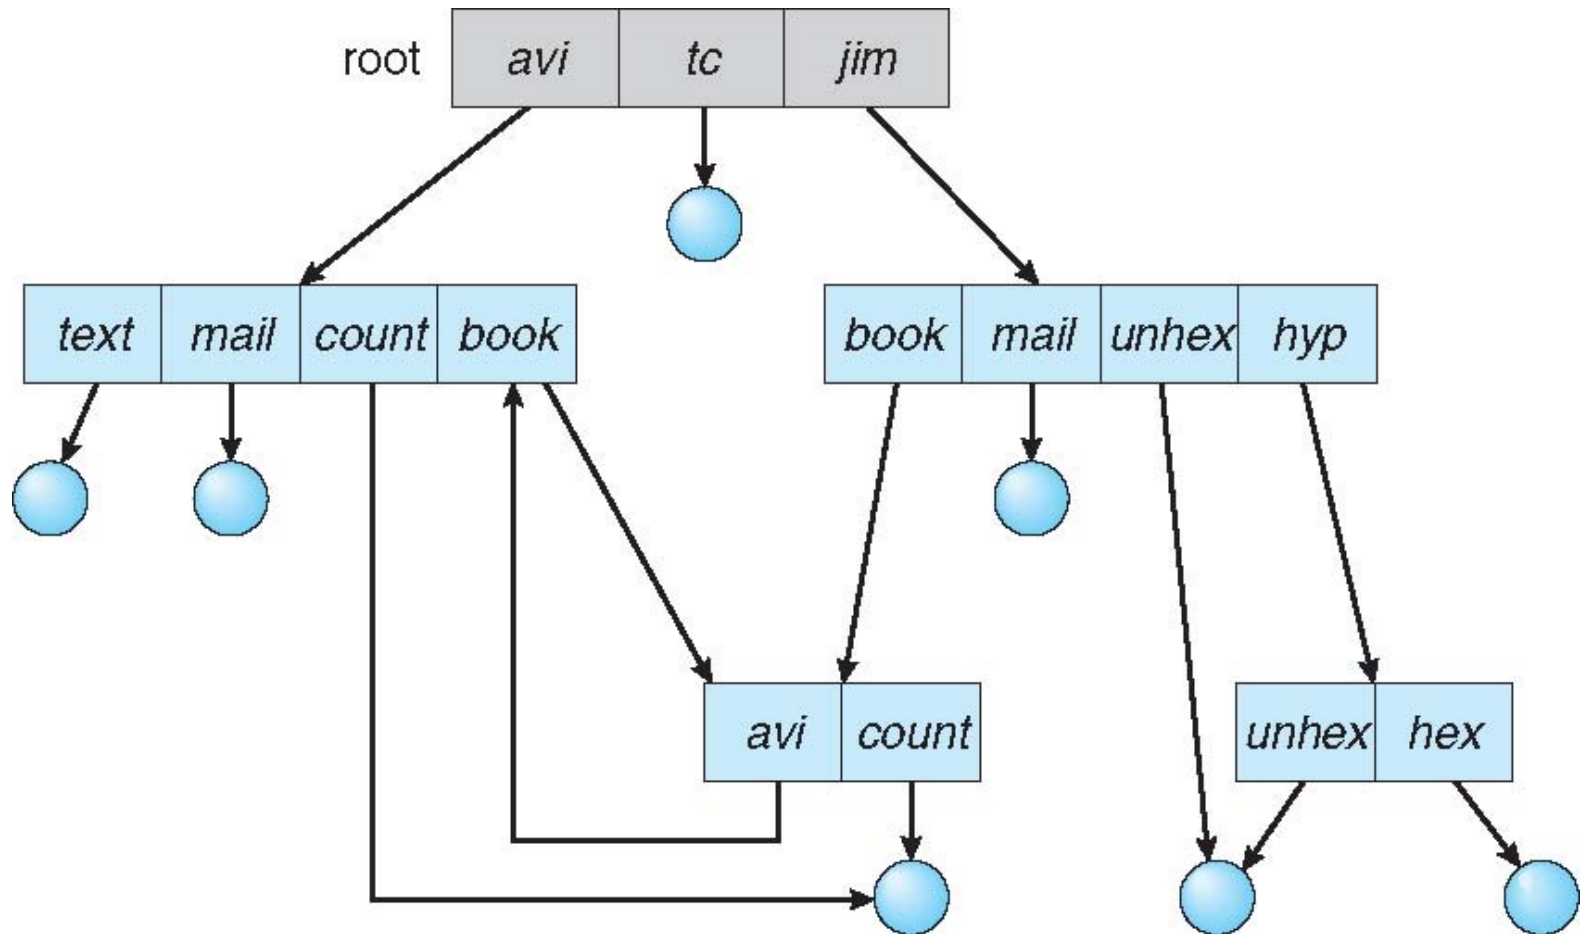 root avi tc jim
text mail count book book mail unhex hyp
avi count unhex hex